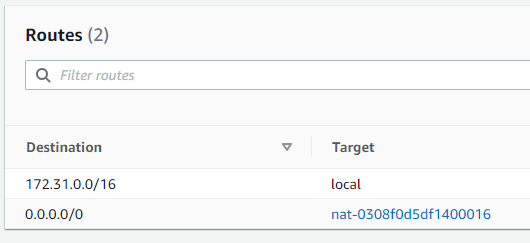 Routes (2)
Filter routes
Destination Target
172.31.0.0/16 local
0.0.0.0/0 nat-0308f0d5df1400016